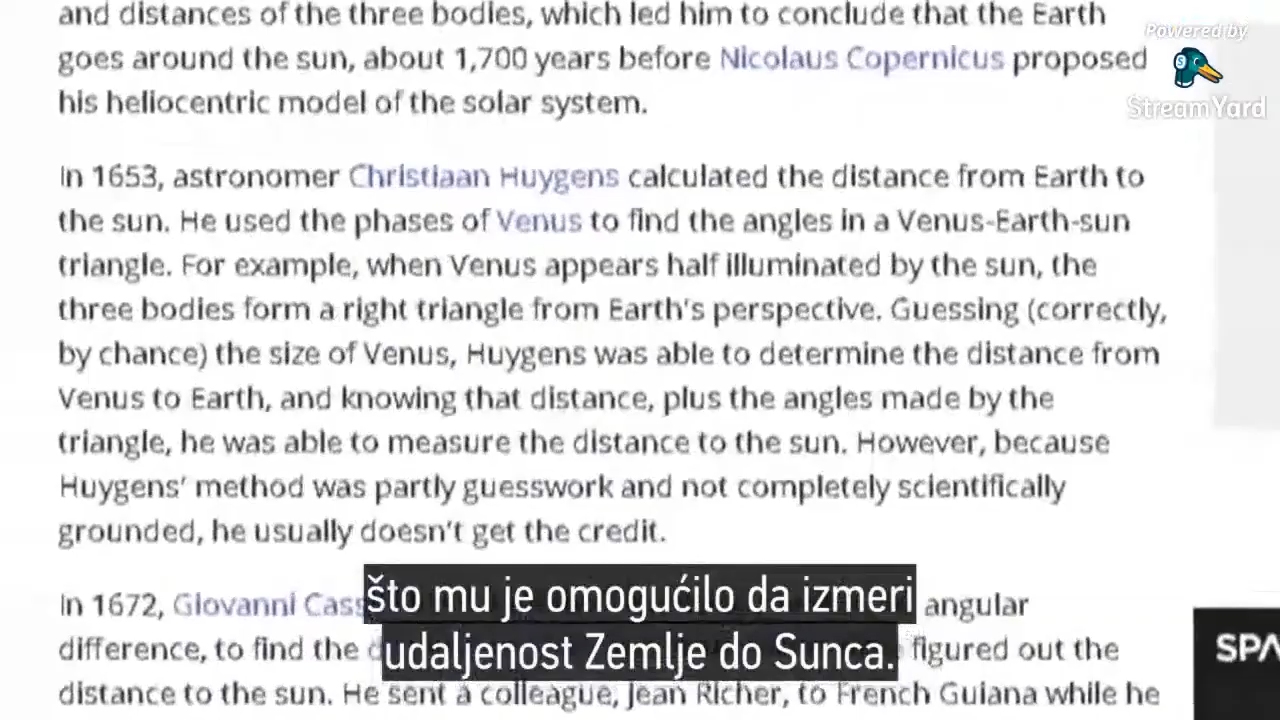 and distances of the three bodies, which led him to conclude that the Earth
Powered by
goes around the sun, about 1,700 years before Nicolaus Copernicus proposed
StreamYard
his heliocentric model of the solar system.
In 1653, astronomer Christiaan Huygens calculated the distance from Earth to
the sun. He used the phases of Venus to find the angles in a Venus-Earth-sun
triangle. For example, when Venus appears half illuminated by the sun, the
three bodies form a right triangle from Earth's perspective. Guessing (correctly,
by chance) the size of Venus, Huygens was able to determine the distance from
Venus to Earth, and knowing that distance, plus the angles made by the
triangle, he was able to measure the distance to the sun. However, because
Huygens' method was partly guesswork and not completely scientifically
grounded, he usually doesn't get the credit.
In 1672, Giovanni angular
što mu je omogućilo da izmeri
difference, to find the figured out the
udaljenost Zemlje do Sunca.
distance to the sun. He sent a colleague, Jean Richer, to French Guiana while he